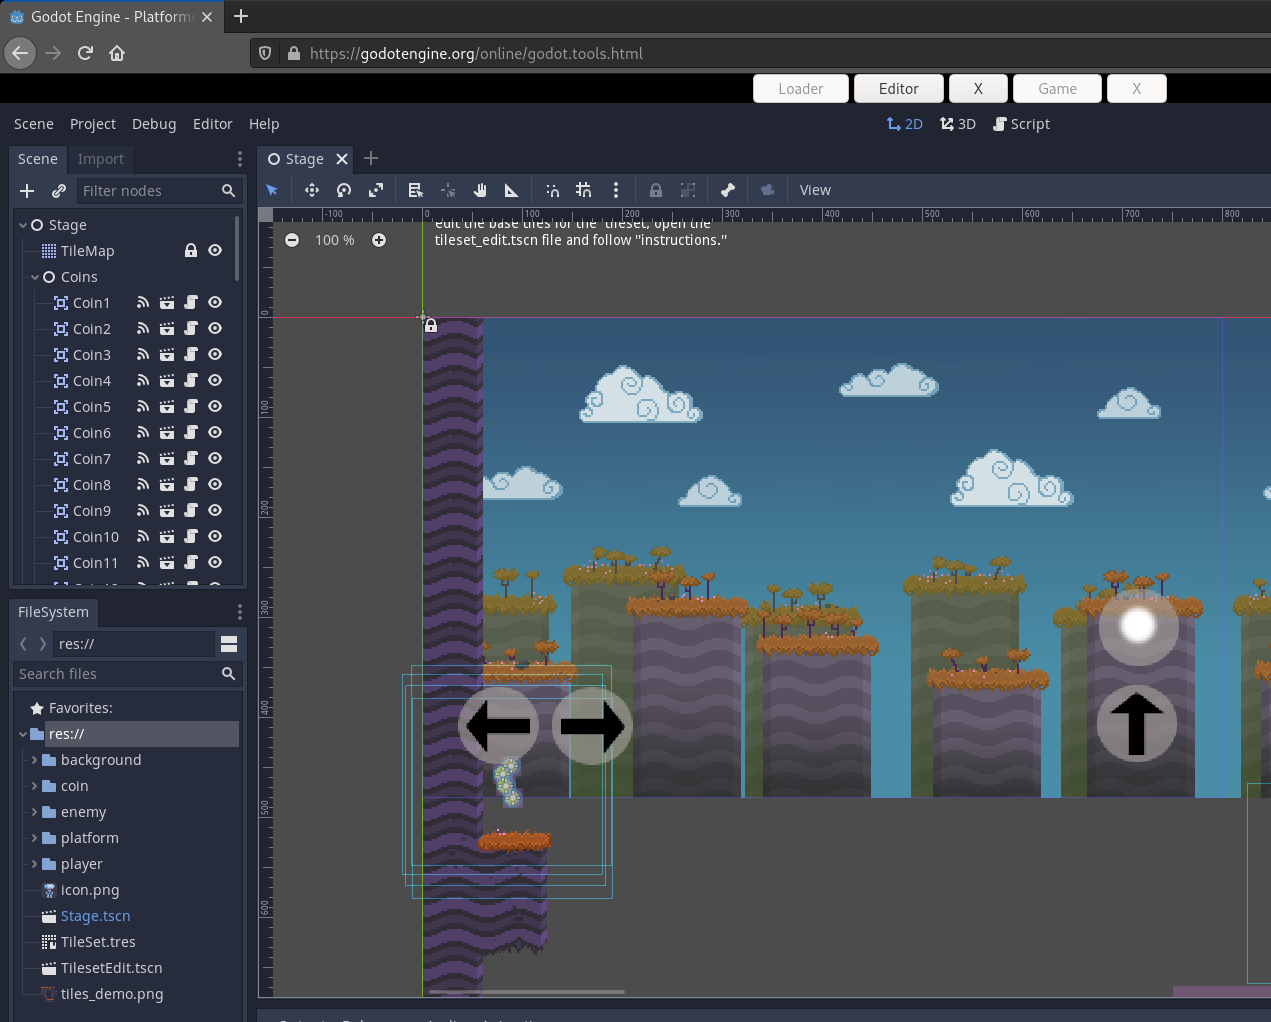 Godot Engine - Platform
https://godotengine.org/online/godot.tools.html
Loader Editor X Game X
Scene Project Debug Editor Help 2D 3D Script
Scene Import
Stage
Filter nodes
View
-100 0 100 200 300 400 500 600 700 800
edit the base tiles for the tileset, open the
100 % tileset_edit.tscn file and follow "instructions."
Stage
TileMap
Coins
Coin1
Coin2
Coin3
Coin4
Coin5
Coin6
Coin7
Coin8
Coin9
Coin10
Coin11
0
100
200
300
400
500
600
FileSystem
res://
Search files
Favorites:
res://
background
coin
enemy
platform
player
icon.png
Stage.tscn
TileSet.tres
TilesetEdit.tscn
tiles_demo.png